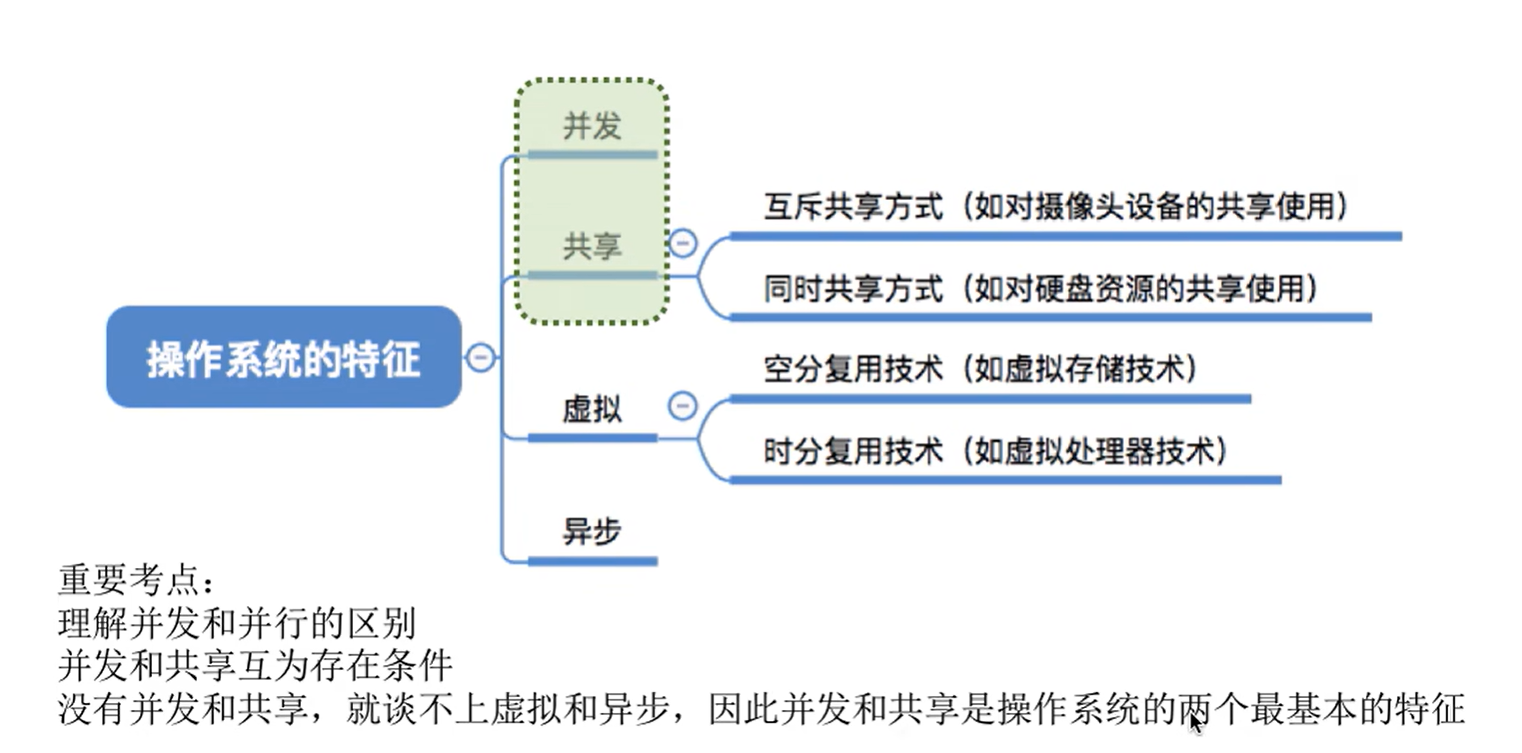 并发
共享
互斥共享方式（如对摄像头设备的共享使用）
同时共享方式（如对硬盘资源的共享使用）
操作系统的特征
虚拟
空分复用技术（如虚拟存储技术）
时分复用技术（如虚拟处理器技术）
异步
重要考点：
理解并发和并行的区别
并发和共享互为存在条件
没有并发和共享，就谈不上虚拟和异步，因此并发和共享是操作系统的两个最基本的特征